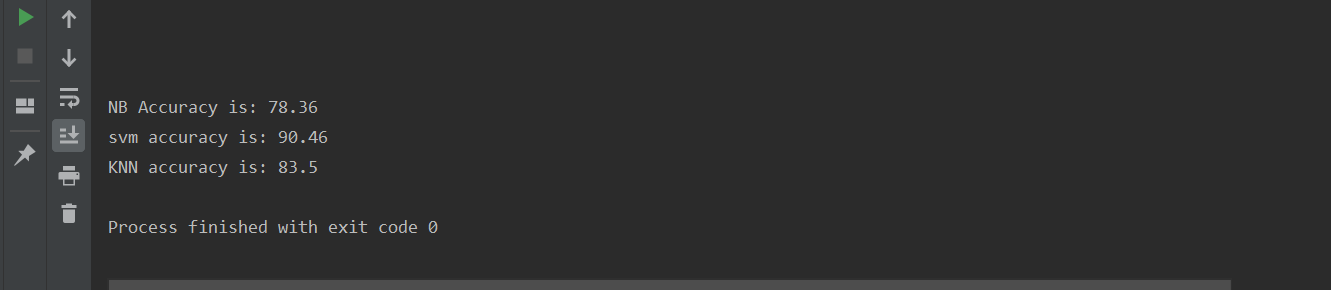 NB Accuracy is: 78.36
svm accuracy is: 90.46
KNN accuracy is: 83.5
Process finished with exit code 0